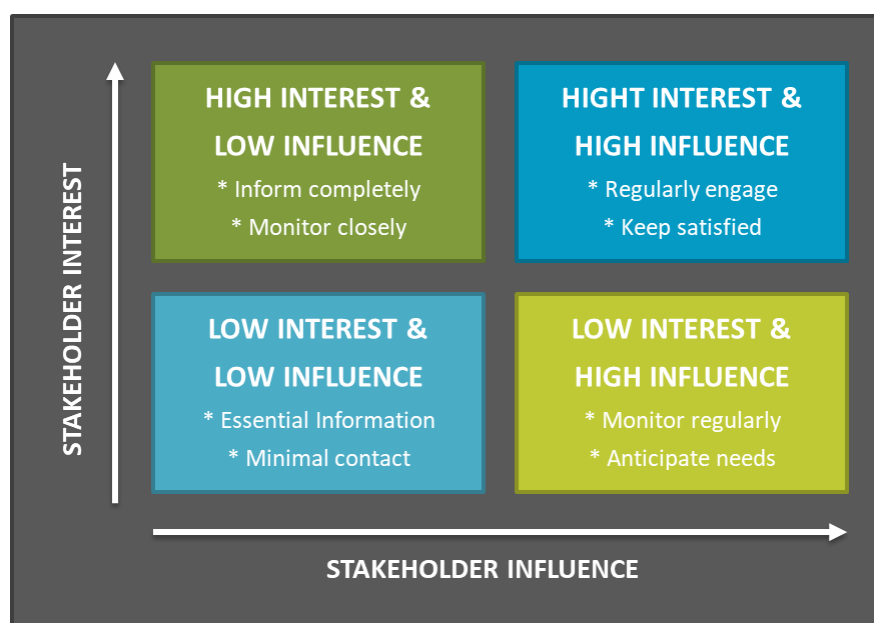 HIGH INTEREST &
LOW INFLUENCE
* Inform completely
* Monitor closely
HIGHT INTEREST &
HIGH INFLUENCE
* Regularly engage
* Keep satisfied
STAKEHOLDER INTEREST
LOW INTEREST &
LOW INFLUENCE
* Essential Information
* Minimal contact
LOW INTEREST &
HIGH INFLUENCE
* Monitor regularly
* Anticipate needs
STAKEHOLDER INFLUENCE